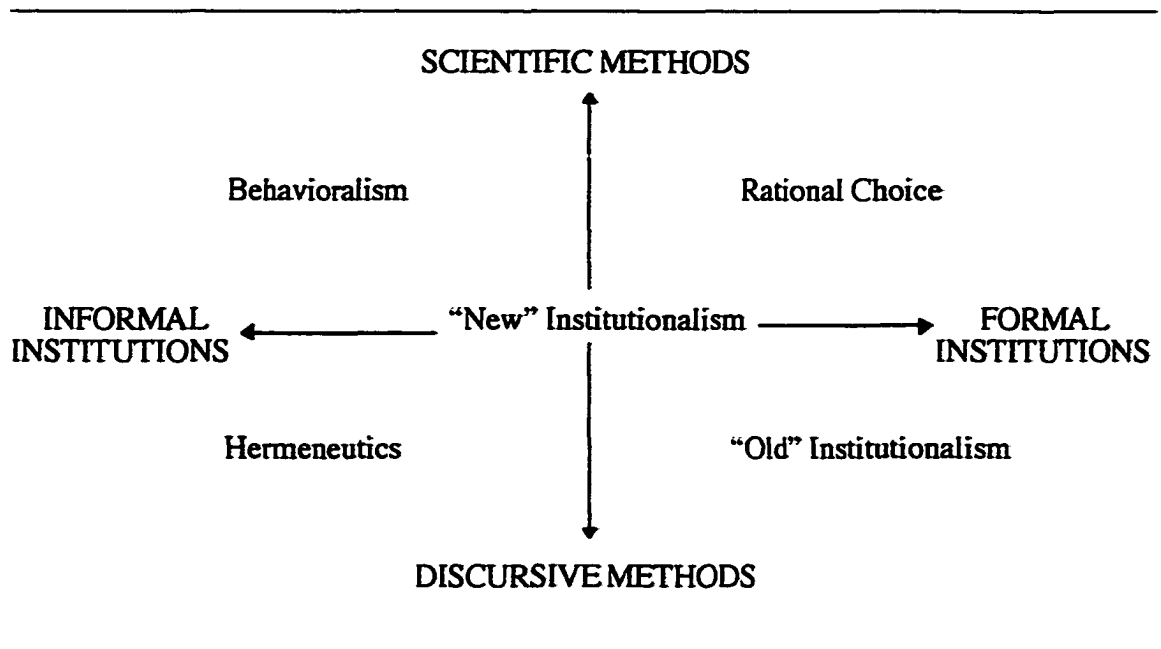 SCIENTIFIC METHODS
Behavioralism
Rational Choice
INFORMAL
INSTITUTIONS
“New” Institutionalism
FORMAL
INSTITUTIONS
Hermeneutics
“Old” Institutionalism
DISCURSIVE METHODS